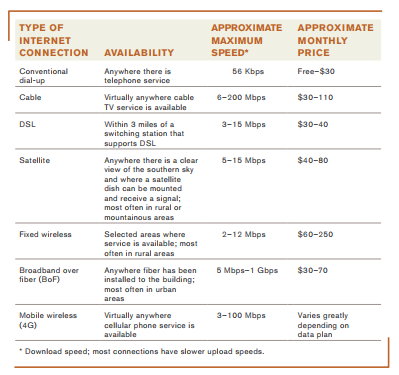 TYPE OF
INTERNET
CONNECTION
AVAILABILITY
APPROXIMATE
MAXIMUM
SPEED*
APPROXIMATE
MONTHLY
PRICE
Conventional
dial-up
Anywhere there is
telephone service
56 Kbps
Free–$30
Cable
Virtually anywhere cable
TV service is available
6–200 Mbps
$30–110
DSL
Within 3 miles of a
switching station that
supports DSL
3–15 Mbps
$30–40
Satellite
Anywhere there is a clear
view of the southern sky
and where a satellite
dish can be mounted
and receive a signal;
most often in rural or
mountainous areas
5–15 Mbps
$40–80
Fixed wireless
Selected areas where
service is available; most
often in rural areas
2–12 Mbps
$60–250
Broadband over
fiber (BoF)
Anywhere fiber has been
installed to the building;
most often in urban
areas
5 Mbps–1 Gbps
$30–70
Mobile wireless
(4G)
Virtually anywhere
cellular phone service is
available
3–100 Mbps
Varies greatly
depending on
data plan
* Download speed; most connections have slower upload speeds.